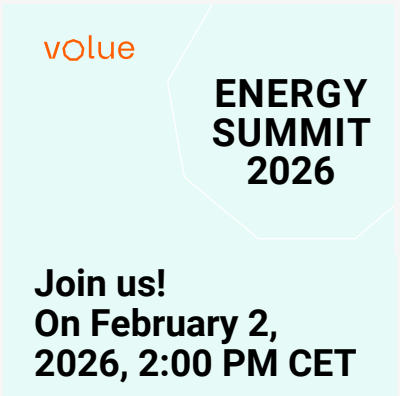 volue
ENERGY
SUMMIT
2026
Join us!
On February 2,
2026, 2:00 PM CET